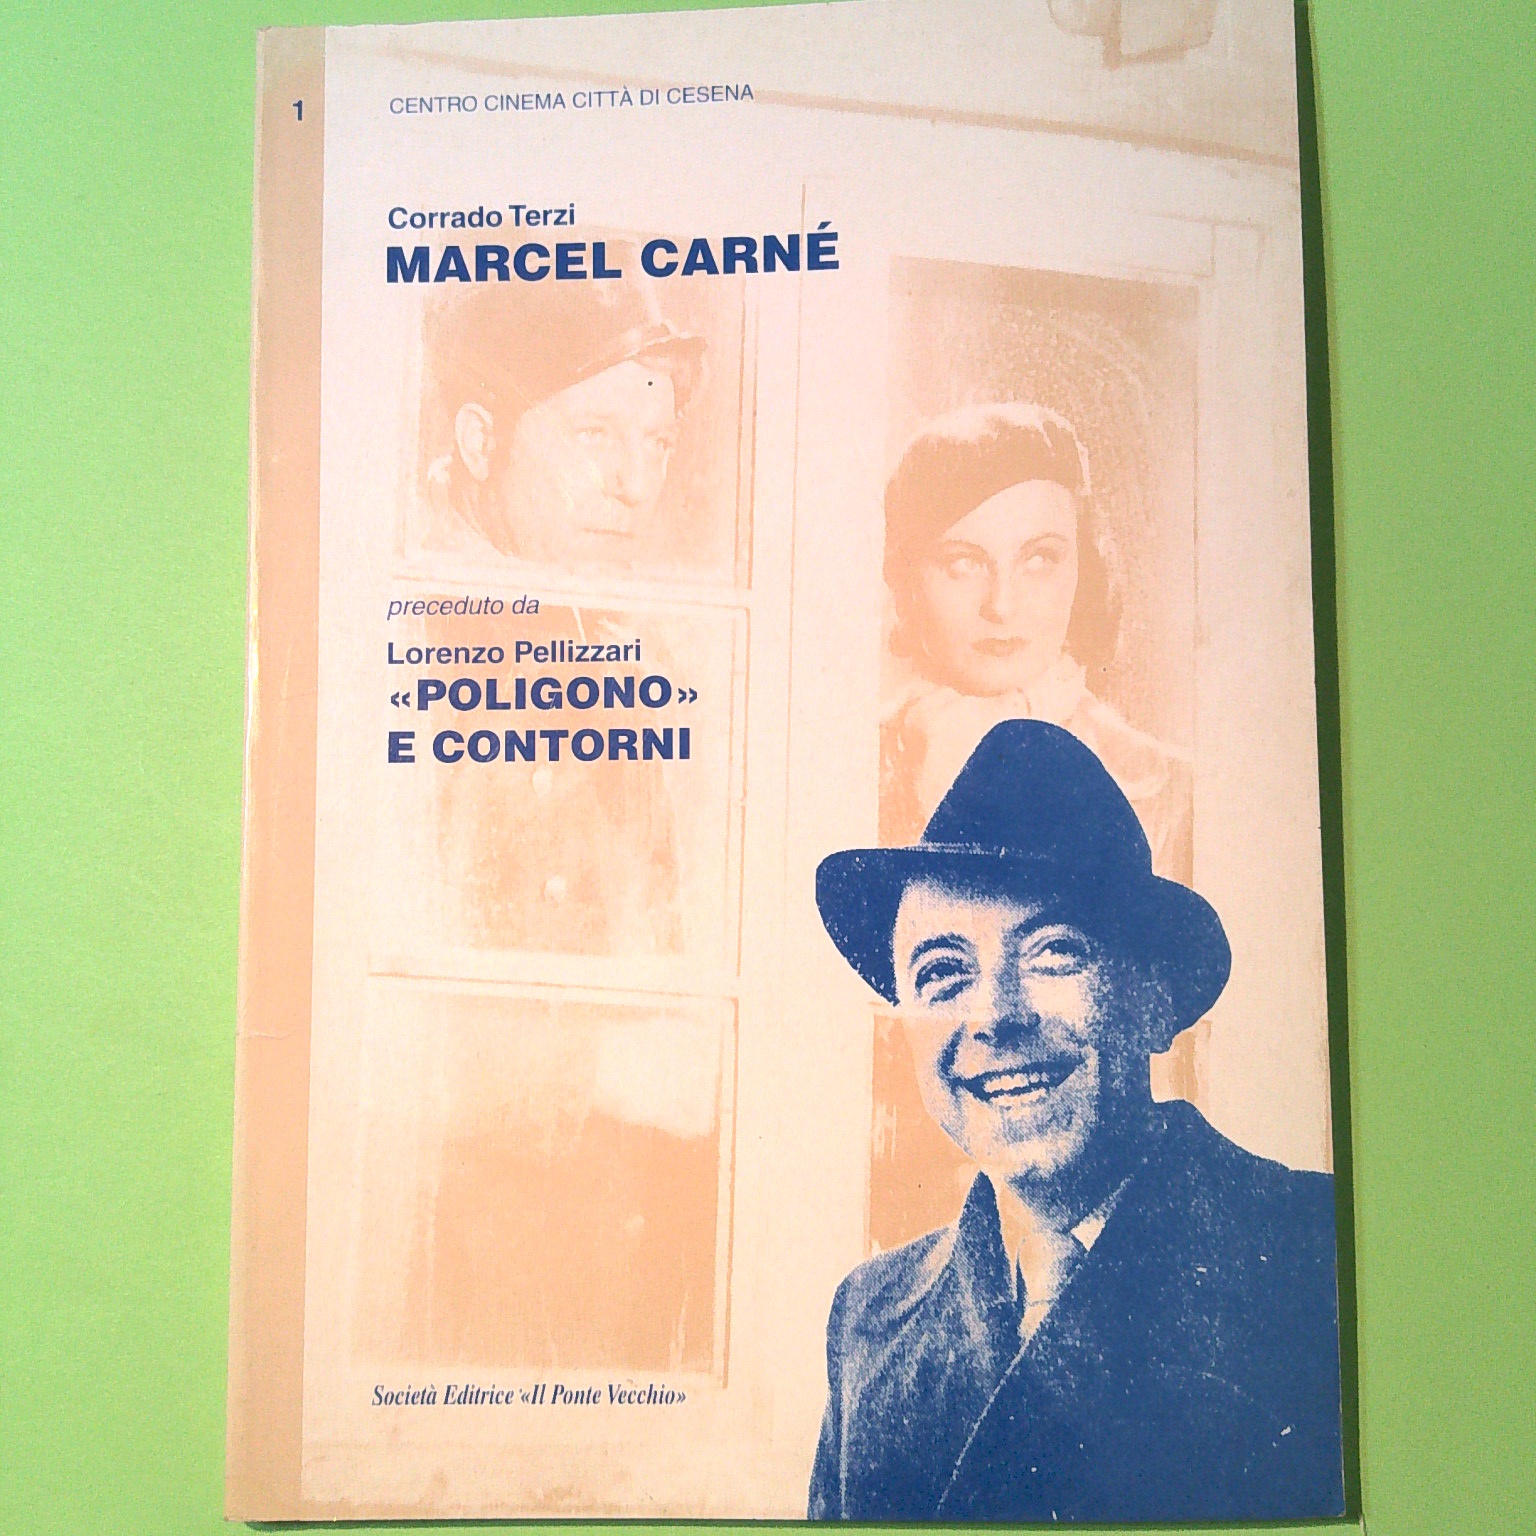 1
CENTRO CINEMA CITTÀ DI CESENA
Corrado Terzi
MARCEL CARNÉ
preceduto da
Lorenzo Pellizzari
«POLIGONO»
E CONTORNI
Società Editrice «Il Ponte Vecchio»